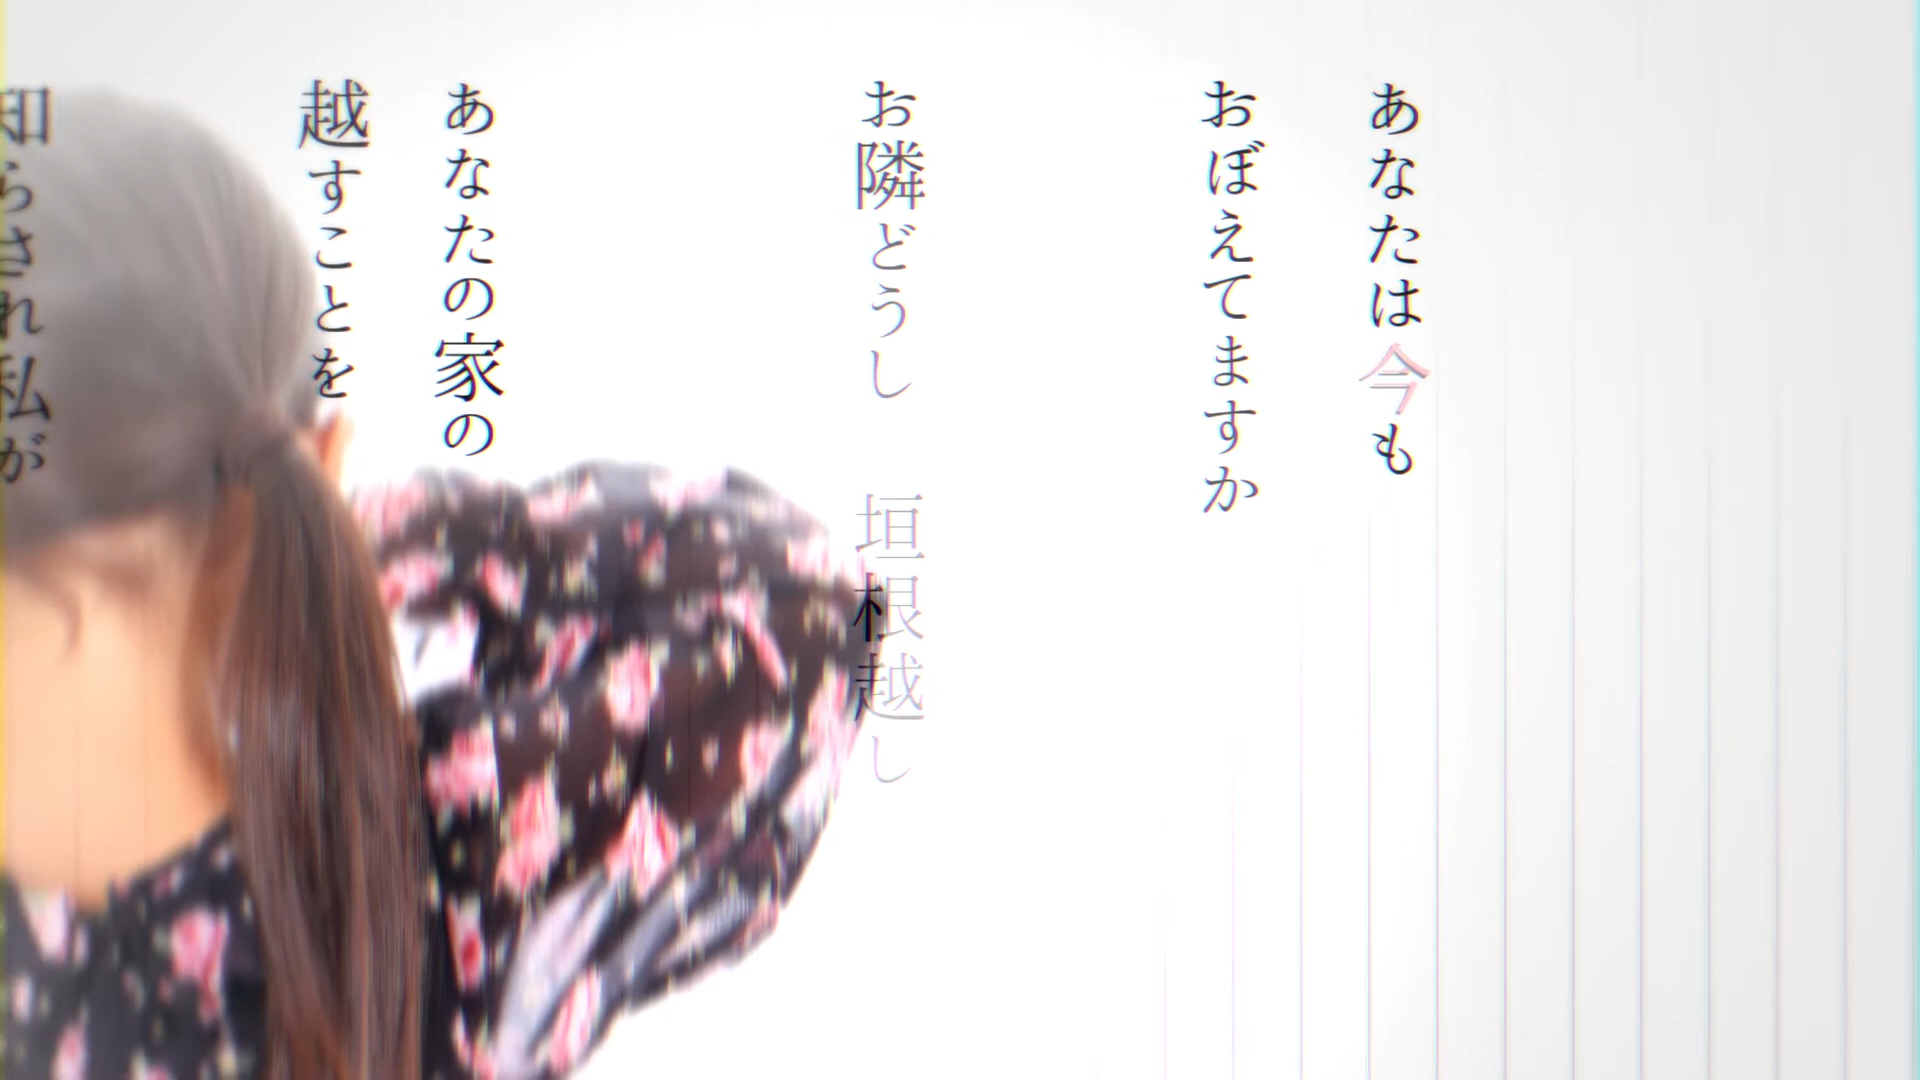 あなたは今も
おぼえてますか
お隣どうし　垣根越し
あなたの家の
越すことを
知らされ私が